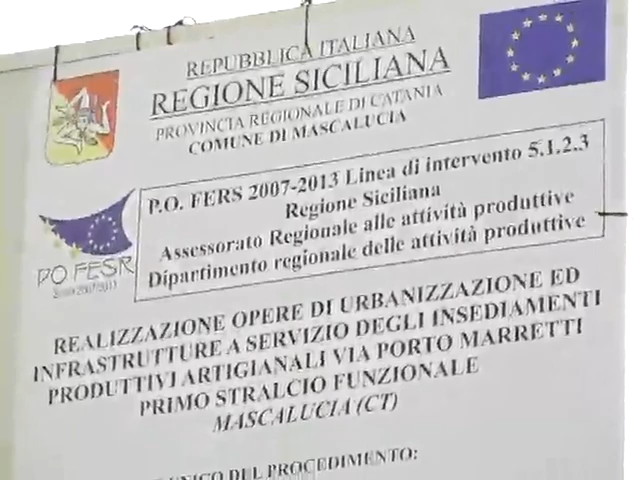 REPUBBLICA ITALIANA
REGIONE SICILIANA
PROVINCIA REGIONALE DI CATANIA
COMUNE DI MASCALUCIA
P.O. FERS 2007-2013 Linea di intervento 5.1.2.3
Regione Siciliana
Assessorato Regionale alle attività produttive
Dipartimento regionale delle attività produttive
PO FESR
REALIZZAZIONE OPERE DI URBANIZZAZIONE ED
INFRASTRUTTURE A SERVIZIO DEGLI INSEDIAMENTI
PRODUTTIVI ARTIGIANALI VIA PORTO MARRETTI
PRIMO STRALCIO FUNZIONALE
MASCALUCIA (CT)
DEL PROCEDIMENTO: